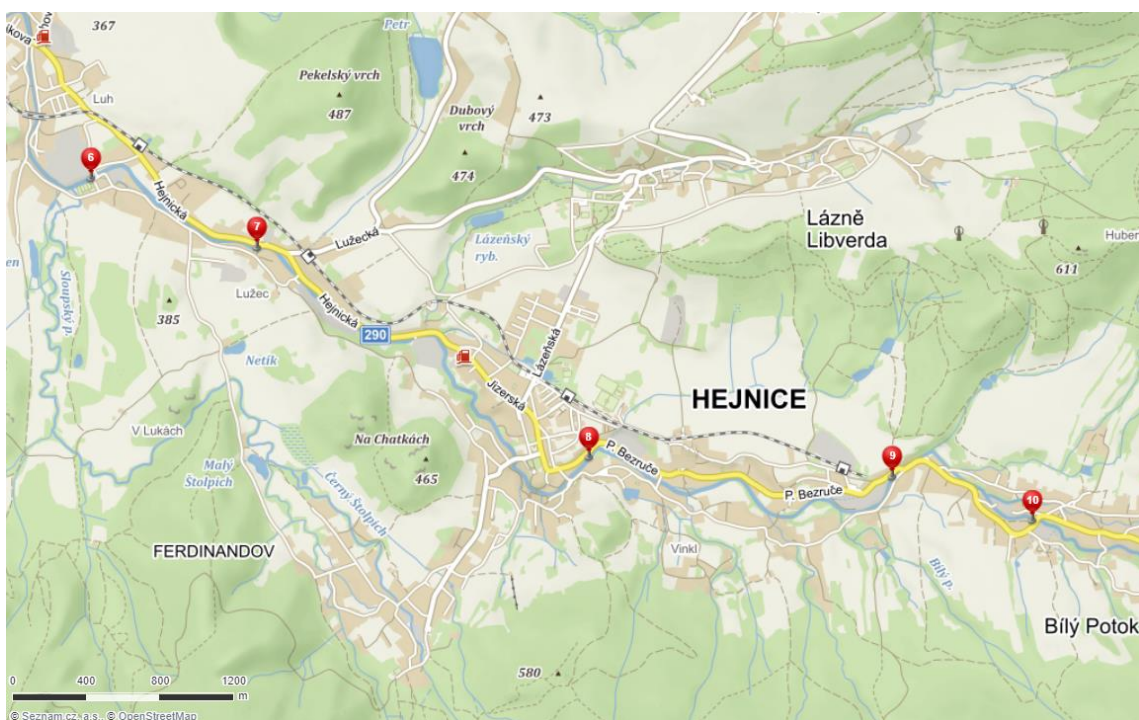 367
Petr
Pekelský vrch
487
Luh
Dubový
vrch
473
474
6
Hejnická
7
Lužecká
Lázeňský
ryb.
Lázně
Libverda
Huber
611
Sloupský p.
Lužec
385
Hejnická
290
Netík
Lázeňská
Jizerská
HEJNICE
V Lukách
Na Chatkách
465
8
P. Bezruče
9
P. Bezruče
10
Malý
Štolpich
Černý Štolpich
Vinkl
Bílý p.
FERDINANDOV
Bílý Potok
580
0 400 800 1200
m
© Seznam.cz, a.s., © OpenStreetMap